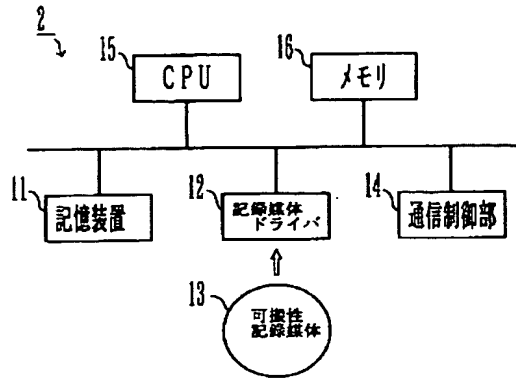 2
15
CPU
16
メモリ
11
記憶装置
12
記録媒体
ドライバ
14
通信制御部
13
可搬性
記録媒体